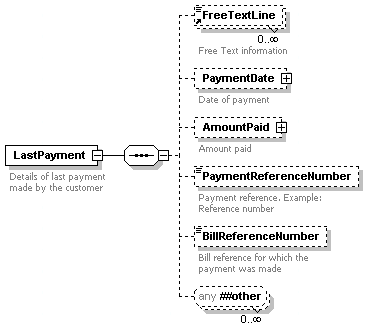 FreeTextLine
0..∞
Free Text information
PaymentDate
Date of payment
AmountPaid
Amount paid
LastPayment
Details of last payment
made by the customer
PaymentReferenceNumber
Payment reference. Example:
Reference number
BillReferenceNumber
Bill reference for which the
payment was made
any ##other
0..∞